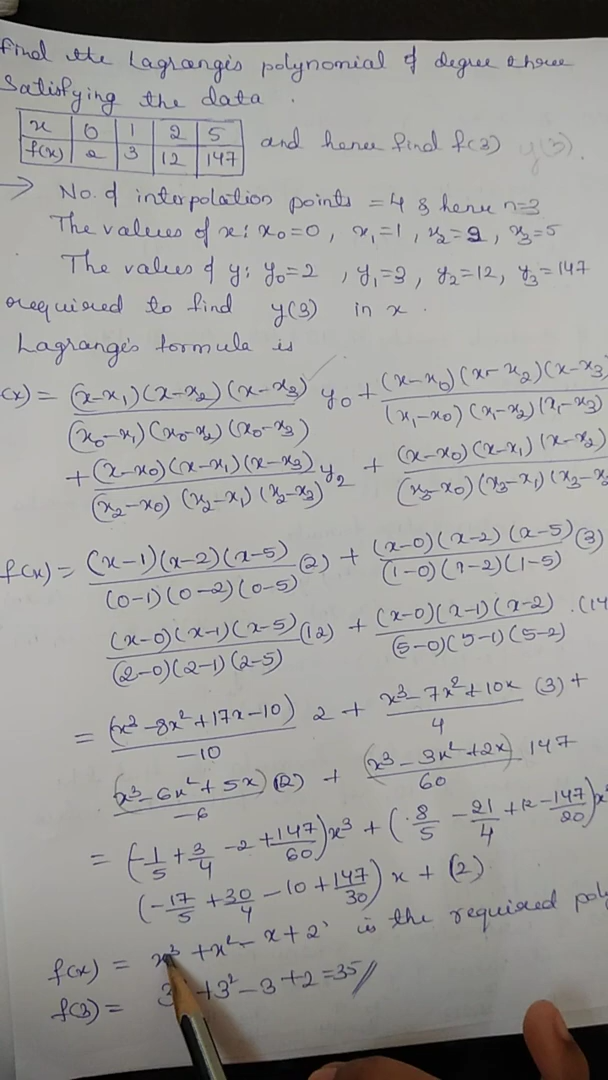 Find the Lagrange's polynomial of degree three
Satisfying the data .
x 0 1 2 5
f(x) 2 3 12 147
and hence find f(3) y(3).
→ No. of interpolation points = 4 & hence n=3
The values of x: x₀=0, x₁=1, x₂=2, x₃=5
The values of y: y₀=2, y₁=3, y₂=12, y₃=147
required to find y(3) in x.
Lagrange's formula is
(x) = (x-x₁)(x-x₂)(x-x₃)/(x₀-x₁)(x₀-x₂)(x₀-x₃) y₀ + (x-x₀)(x-x₂)(x-x₃)/(x₁-x₀)(x₁-x₂)(x₁-x₃)
+ (x-x₀)(x-x₁)(x-x₃)/(x₂-x₀)(x₂-x₁)(x₂-x₃) y₂ + (x-x₀)(x-x₁)(x-x₂)/(x₃-x₀)(x₃-x₁)(x₃-x
f(x) = (x-1)(x-2)(x-5)/(0-1)(0-2)(0-5) (2) + (x-0)(x-2)(x-5)/(1-0)(1-2)(1-5) (3)
(x-0)(x-1)(x-5)/(2-0)(2-1)(2-5) (12) + (x-0)(x-1)(x-2)/(5-0)(5-1)(5-2) .(14
= (x³-8x²+17x-10)/-10 2 + x³-7x²+10x/4 (3) +
(x³-6x²+5x)/-6 (12) + (x³-3x²+2x)/60 147
= (-1/5 + 3/4 -2 + 147/60)x³ + (8/5 - 21/4 + 12 - 147/20)x²
(-17/5 + 30/4 - 10 + 147/30) x + (2)
f(x) = x³ + x² - x + 2 is the required pol
f(3) = 3 + 3² - 3 + 2 = 35//